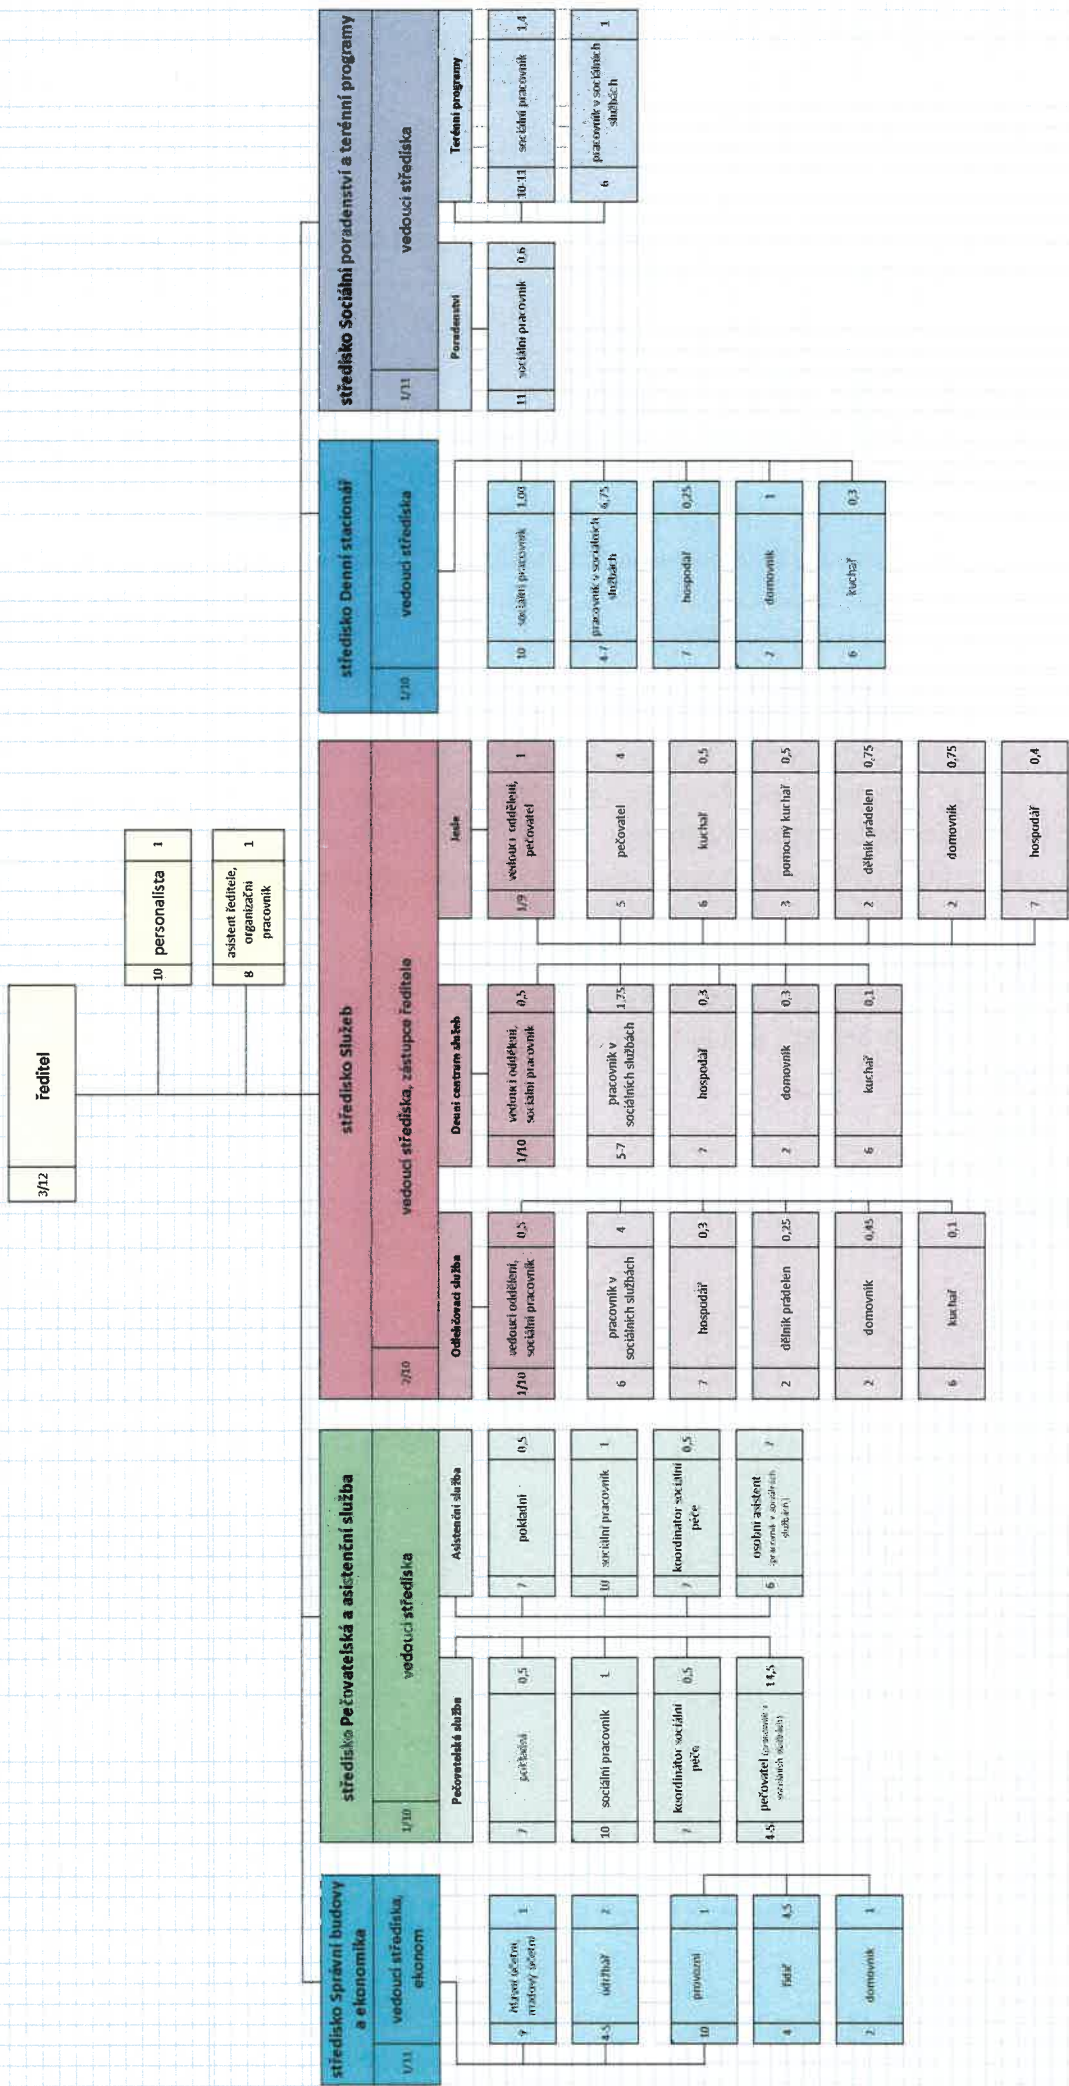 3/12
ředitel
10
personalista
1
8
asistent ředitele,
organizační
pracovník
1
středisko Správní budovy
a ekonomika
1/11
vedoucí střediska,
ekonom
9
hlavní účetní,
mzdový účetní
1
4-5
údržbář
2
10
provozní
1
4
řidič
4,5
2
domovník
1
středisko Pečovatelská a asistenční služba
1/10
vedoucí střediska
Pečovatelská služba
7
pokladní
0,5
10
sociální pracovník
1
7
koordinátor sociální
péče
0,5
4-5
pečovatel (pracovník v
sociálních službách)
14,5
Asistenční služba
7
pokladní
0,5
10
sociální pracovník
1
7
koordinátor sociální
péče
0,5
6
osobní asistent
(pracovník v sociálních
službách)
7
středisko Služeb
2/10
vedoucí střediska, zástupce ředitele
Odlehčovací služba
1/10
vedoucí oddělení,
sociální pracovník
0,5
6
pracovník v
sociálních službách
4
7
hospodář
0,3
2
dělník prádelen
0,25
2
domovník
0,45
6
kuchař
0,1
Denní centrum služeb
1/10
vedoucí oddělení,
sociální pracovník
0,5
5-7
pracovník v
sociálních službách
1,75
7
hospodář
0,3
2
domovník
0,3
6
kuchař
0,1
Jesle
1/9
vedoucí oddělení,
pečovatel
1
5
pečovatel
4
6
kuchař
0,5
3
pomocný kuchař
0,5
2
dělník prádelen
0,75
2
domovník
0,75
7
hospodář
0,4
středisko Denní stacionář
1/10
vedoucí střediska
10
sociální pracovník
1,00
4-7
pracovník v sociálních
službách
6,75
7
hospodář
0,25
2
domovník
1
6
kuchař
0,3
středisko Sociální poradenství a terénní programy
1/11
vedoucí střediska
Poradenství
11
sociální pracovník
0,6
Terénní programy
10-11
sociální pracovník
1,4
6
pracovník v sociálních
službách
1